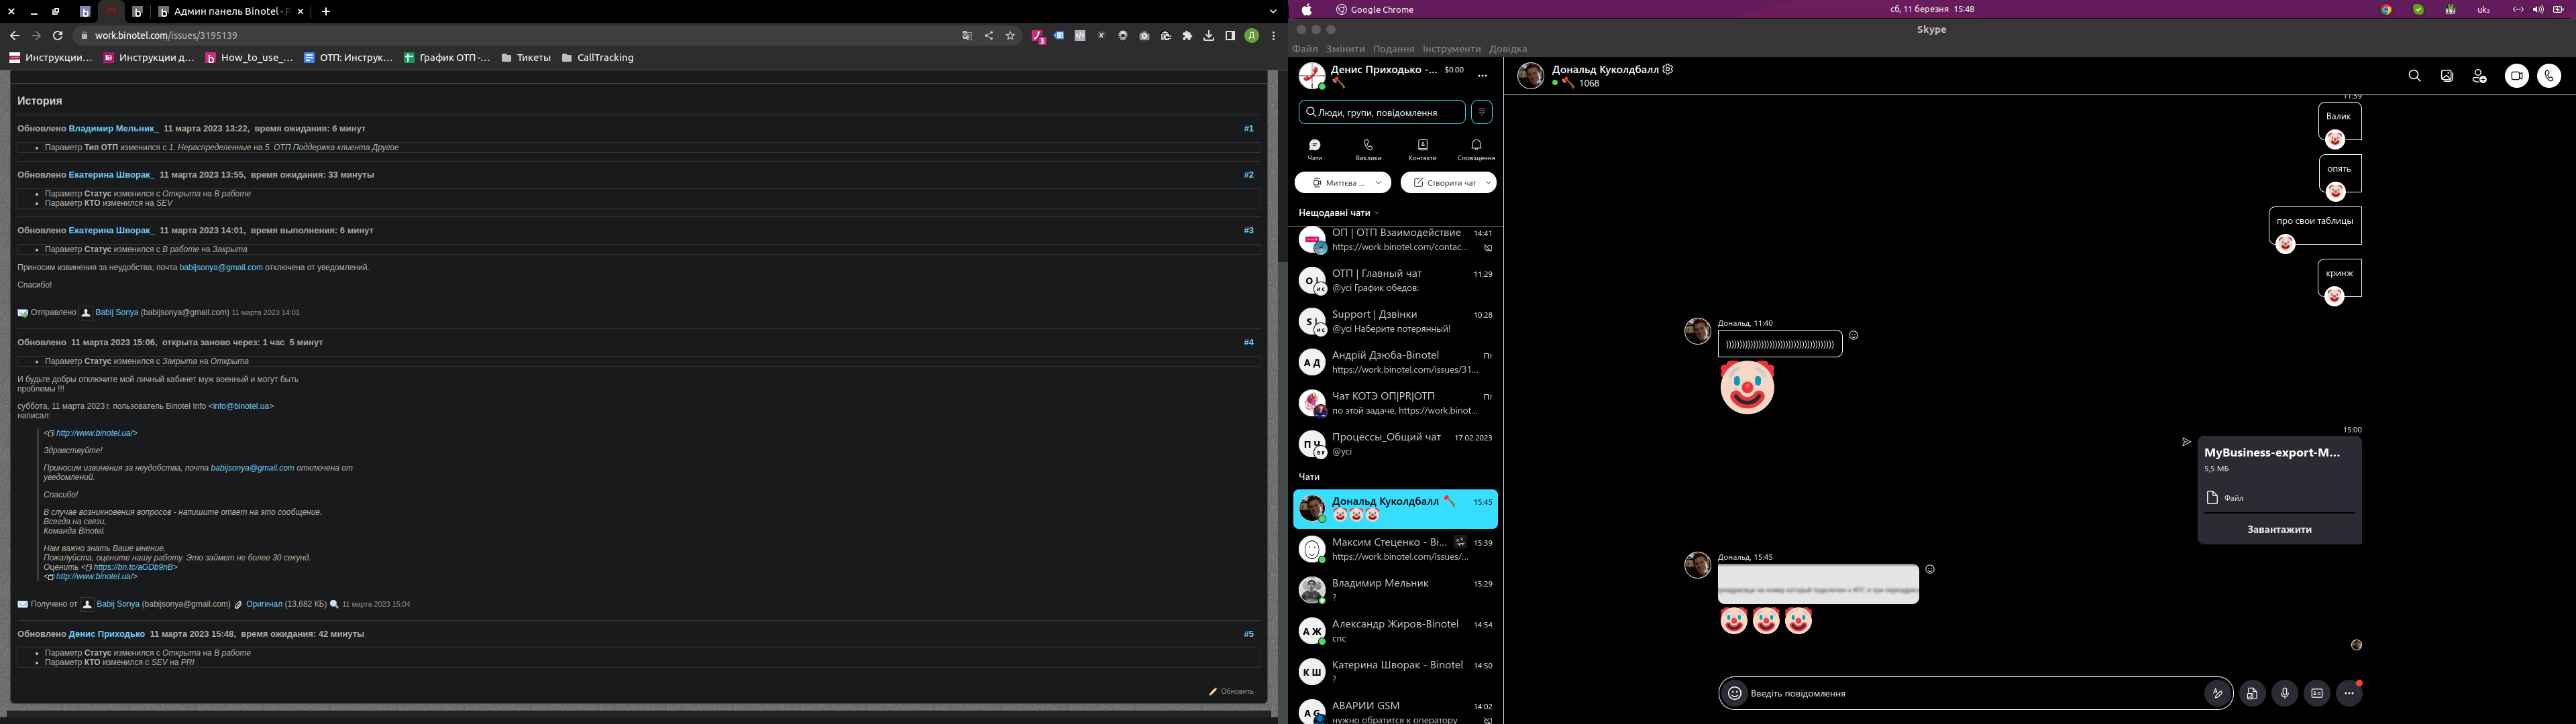 Админ панель Binotel - P
work.binotel.com/issues/3195139
Инструкции...
Инструкции д...
How_to_use_...
ОТП: Инструк...
График ОТП -...
Тикеты
CallTracking
История
Обновлено Владимир Мельник_ 11 марта 2023 13:22, время ожидания: 6 минут
#1
Параметр Тип ОТП изменился с 1. Нераспределенные на 5. ОТП Поддержка клиента Другое
Обновлено Екатерина Шворак_ 11 марта 2023 13:55, время ожидания: 33 минуты
#2
Параметр Статус изменился с Открыта на В работе
Параметр КТО изменился на SEV
Обновлено Екатерина Шворак_ 11 марта 2023 14:01, время выполнения: 6 минут
#3
Параметр Статус изменился с В работе на Закрыта
Приносим извинения за неудобства, почта babijsonya@gmail.com отключена от уведомлений.
Спасибо!
Отправлено Babij Sonya (babijsonya@gmail.com) 11 марта 2023 14:01
Обновлено 11 марта 2023 15:06, открыта заново через: 1 час 5 минут
#4
Параметр Статус изменился с Закрыта на Открыта
И будьте добры отключите мой личный кабинет муж военный и могут быть
проблемы !!!
суббота, 11 марта 2023 г. пользователь Binotel Info <info@binotel.ua>
написал:
<http://www.binotel.ua/>
Здравствуйте!
Приносим извинения за неудобства, почта babijsonya@gmail.com отключена от
уведомлений.
Спасибо!
В случае возникновения вопросов - напишите ответ на это сообщение.
Всегда на связи,
Команда Binotel.
Нам важно знать Ваше мнение.
Пожалуйста, оцените нашу работу. Это займет не более 30 секунд.
Оценить <https://bn.tc/aGDb9nB>
<http://www.binotel.ua/>
Получено от Babij Sonya (babijsonya@gmail.com) Оригинал (13,682 КБ) 11 марта 2023 15:04
Обновлено Денис Приходько 11 марта 2023 15:48, время ожидания: 42 минуты
#5
Параметр Статус изменился с Открыта на В работе
Параметр КТО изменился с SEV на PRI
Обновить
Google Chrome
сб, 11 березня 15:48
uk₂
Skype
Файл Змінити Подання Інструменти Довідка
Денис Приходько -... $0.00
Люди, групи, повідомлення
Чати Виклики Контакти Сповіщення
Миттєва ...
Створити чат
Нещодавні чати
ОП | ОТП Взаимодействие 14:41
https://work.binotel.com/contac...
ОТП | Главный чат 11:29
@усі График обедов:
Support | Дзвінки 10:28
@усі Наберите потерянный!
Андрій Дзюба-Binotel Пт
https://work.binotel.com/issues/31...
Чат КОТЭ ОП|PR|ОТП Пт
по этой задаче, https://work.binot...
Процессы_Общий чат 17.02.2023
@усі
Чати
Дональд Куколдбалл 15:45
Максим Стеценко - Bi... 15:39
https://work.binotel.com/issues/...
Владимир Мельник 15:29
?
АЖ
Александр Жиров-Binotel 14:54
спс
КШ
Катерина Шворак - Binotel 14:50
?
АВАРИИ GSM 14:02
нужно обратится к оператору
Дональд Куколдбалл
1068
11:39
Валик
опять
про свои таблицы
кринж
Дональд, 11:40
15:00
MyBusiness-export-M...
5,5 МБ
Файл
Завантажити
Дональд, 15:45
Введіть повідомлення